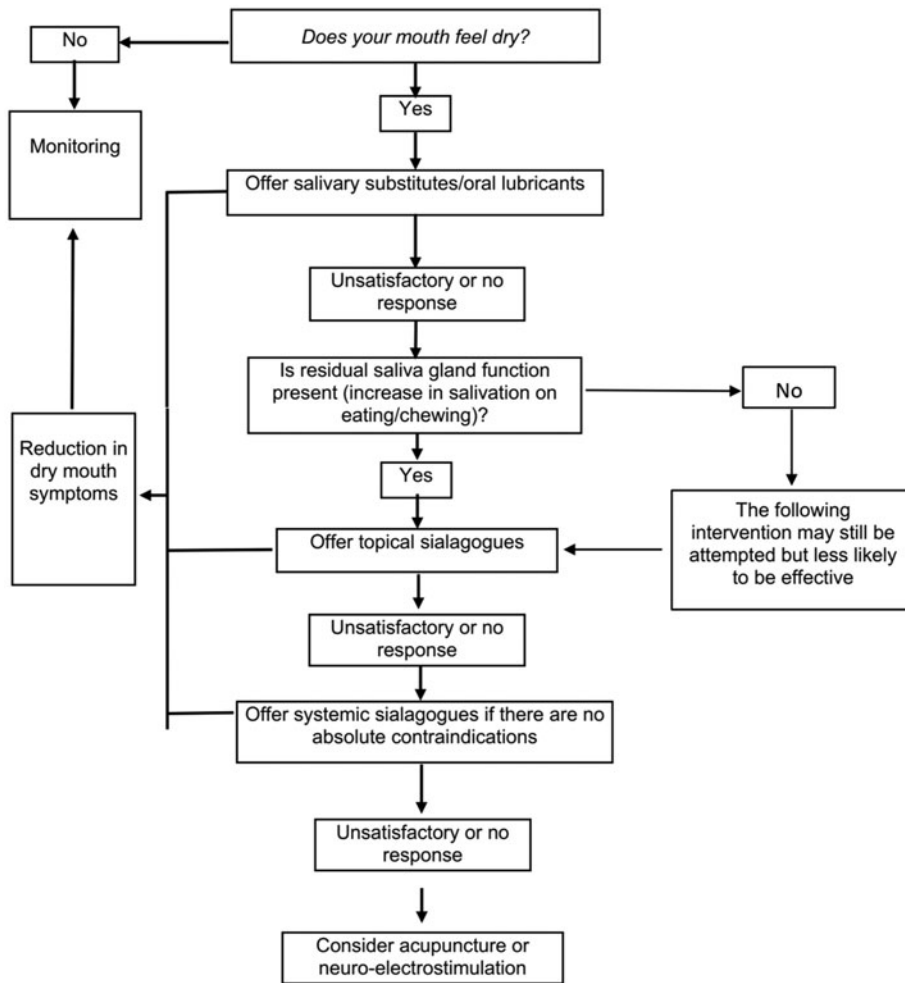 Does your mouth feel dry?
No
Yes
Monitoring
Offer salivary substitutes/oral lubricants
Unsatisfactory or no
response
Is residual saliva gland function
present (increase in salivation on
eating/chewing)?
No
Yes
Reduction in
dry mouth
symptoms
The following
intervention may still be
attempted but less likely
to be effective
Offer topical sialagogues
Unsatisfactory or no
response
Offer systemic sialagogues if there are no
absolute contraindications
Unsatisfactory or no
response
Consider acupuncture or
neuro-electrostimulation